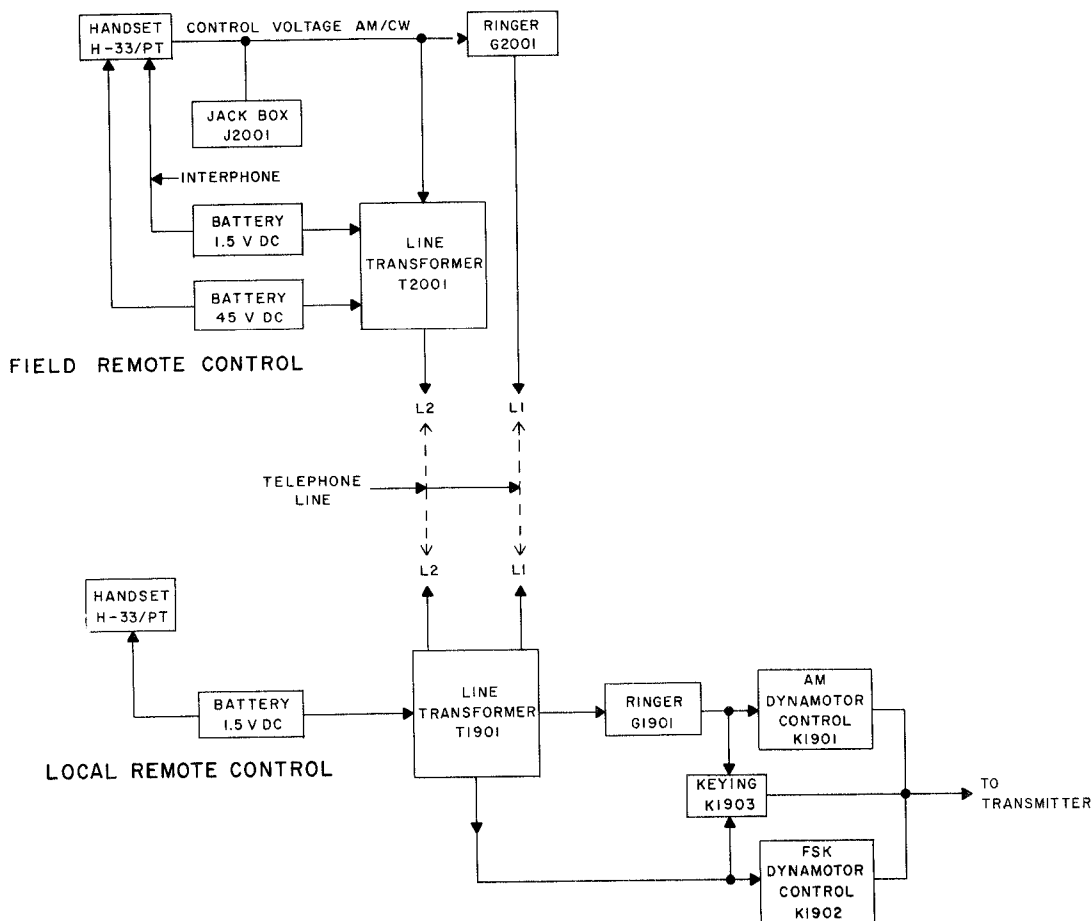 HANDSET
H-33/PT
CONTROL VOLTAGE AM/CW
RINGER
G2001
JACK BOX
J2001
INTERPHONE
BATTERY
1.5 V DC
LINE
TRANSFORMER
T2001
BATTERY
45 V DC
FIELD REMOTE CONTROL
L2
L1
TELEPHONE
LINE
L2
L1
HANDSET
H-33/PT
BATTERY
1.5 V DC
LINE
TRANSFORMER
T1901
RINGER
G1901
AM
DYNAMOTOR
CONTROL
K1901
LOCAL REMOTE CONTROL
KEYING
K1903
TO
TRANSMITTER
FSK
DYNAMOTOR
CONTROL
K1902